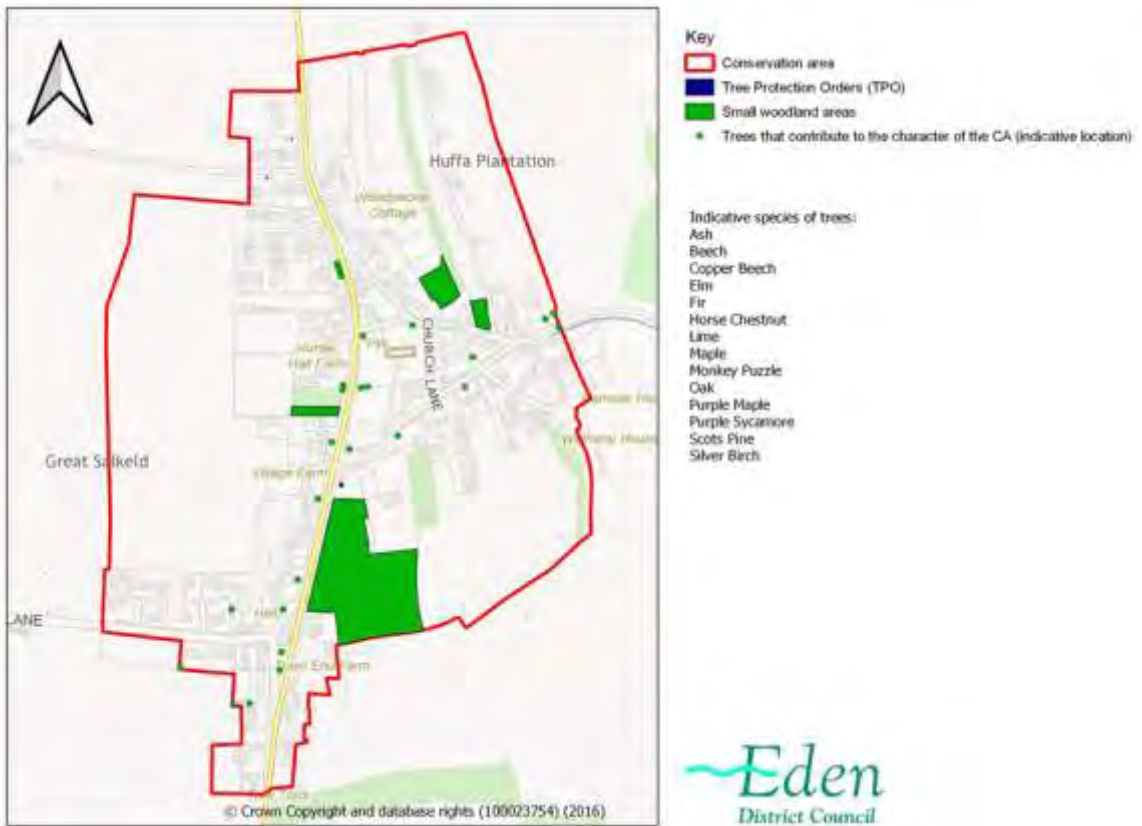 Huffa Plantation
Cottage
CHURCH LANE
Great Salkeld
Village Farm
LANE
Hall
© Crown Copyright and database rights (100023754) (2016)
Key
Conservation area
Tree Protection Orders (TPO)
Small woodland areas
Trees that contribute to the character of the CA (indicative location)
Indicative species of trees:
Ash
Beech
Copper Beech
Elm
Fir
Horse Chestnut
Lime
Maple
Monkey Puzzle
Oak
Purple Maple
Purple Sycamore
Scots Pine
Silver Birch
Eden
District Council